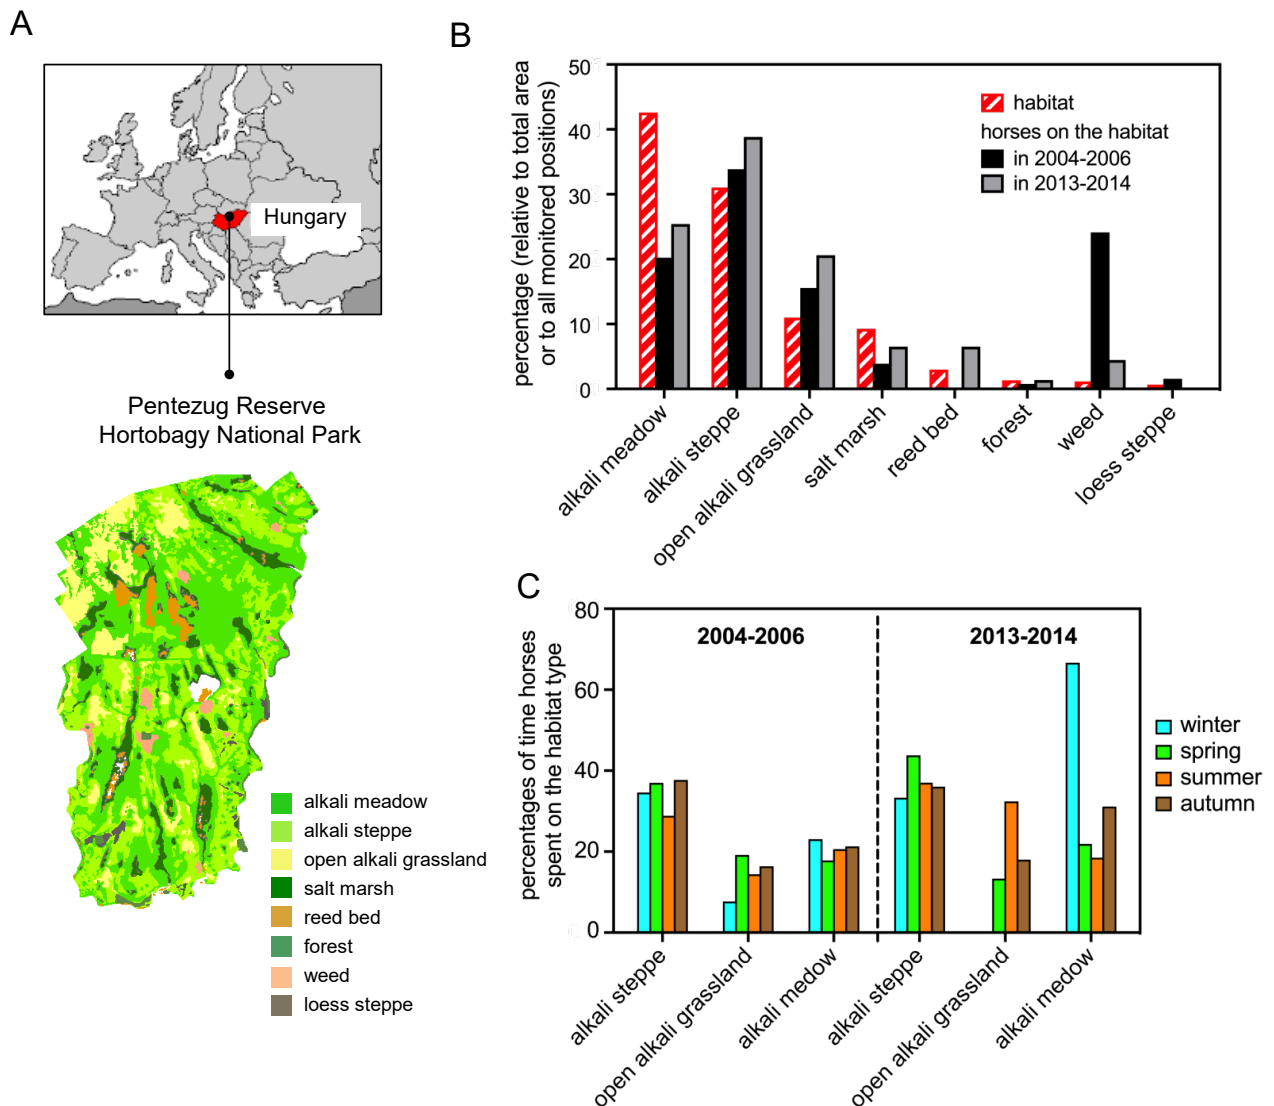 A
Hungary
Pentezug Reserve
Hortobagy National Park
alkali meadow
alkali steppe
open alkali grassland
salt marsh
reed bed
forest
weed
loess steppe
B
percentage (relative to total area
or to all monitored positions)
50
40
30
20
10
0
habitat
horses on the habitat
in 2004-2006
in 2013-2014
alkali meadow
alkali steppe
open alkali grassland
salt marsh
reed bed
forest
weed
loess steppe
C
percentages of time horses
spent on the habitat type
80
60
40
20
0
2004-2006
2013-2014
winter
spring
summer
autumn
alkali steppe
open alkali grassland
alkali medow
alkali steppe
open alkali grassland
alkali medow